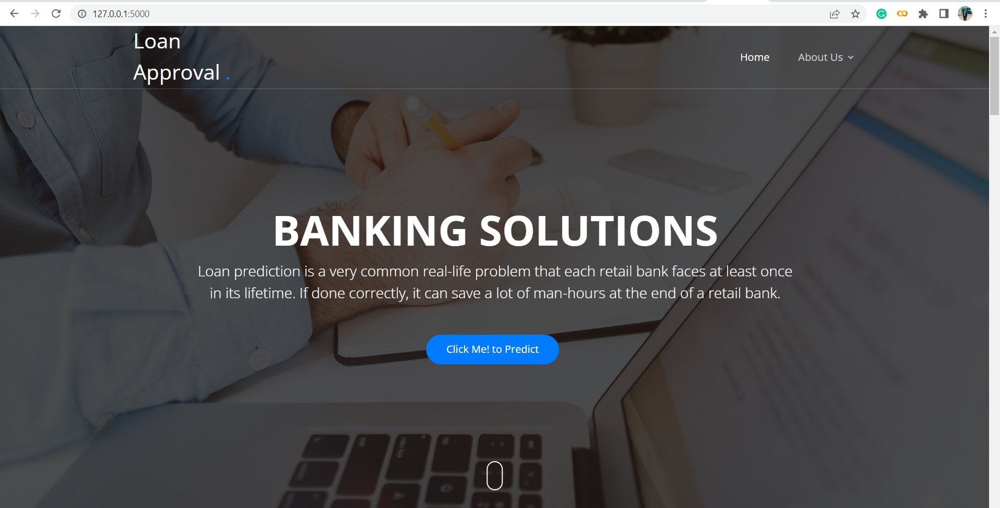 127.0.0.1:5000
Loan
Approval .
Home
About Us
BANKING SOLUTIONS
Loan prediction is a very common real-life problem that each retail bank faces at least once
in its lifetime. If done correctly, it can save a lot of man-hours at the end of a retail bank.
Click Me! to Predict